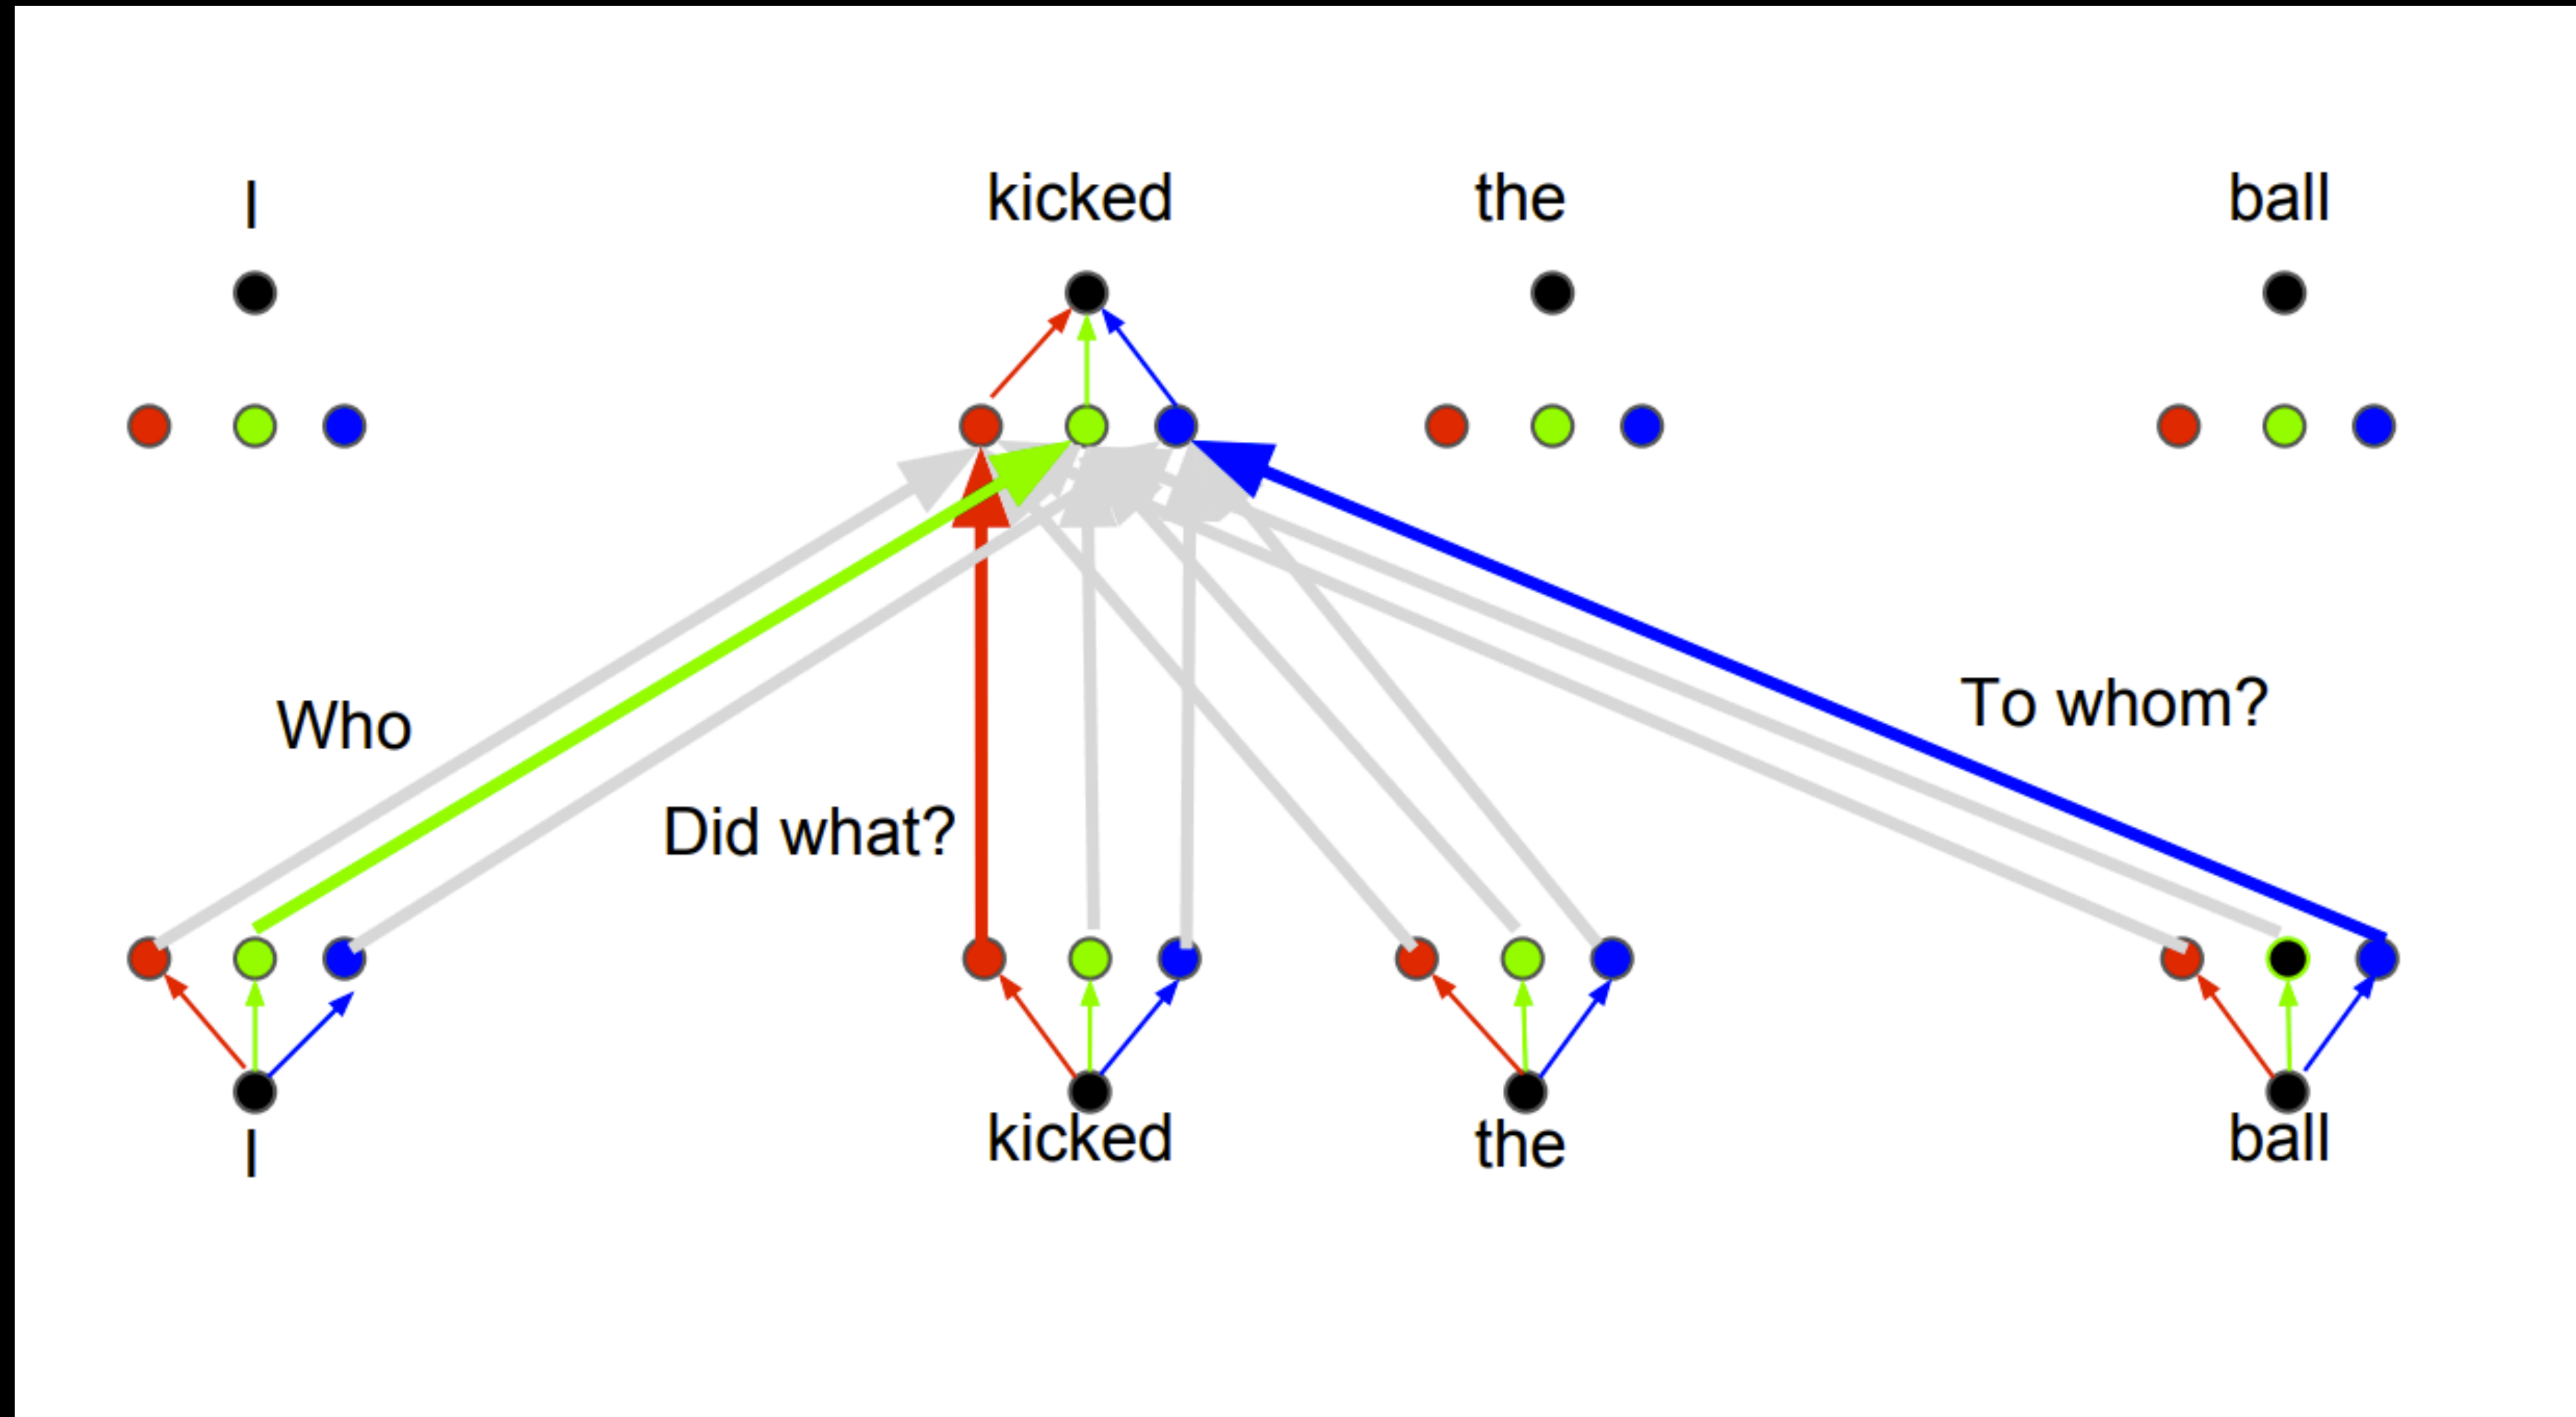 I kicked the ball
Who
To whom?
Did what?
I kicked the ball